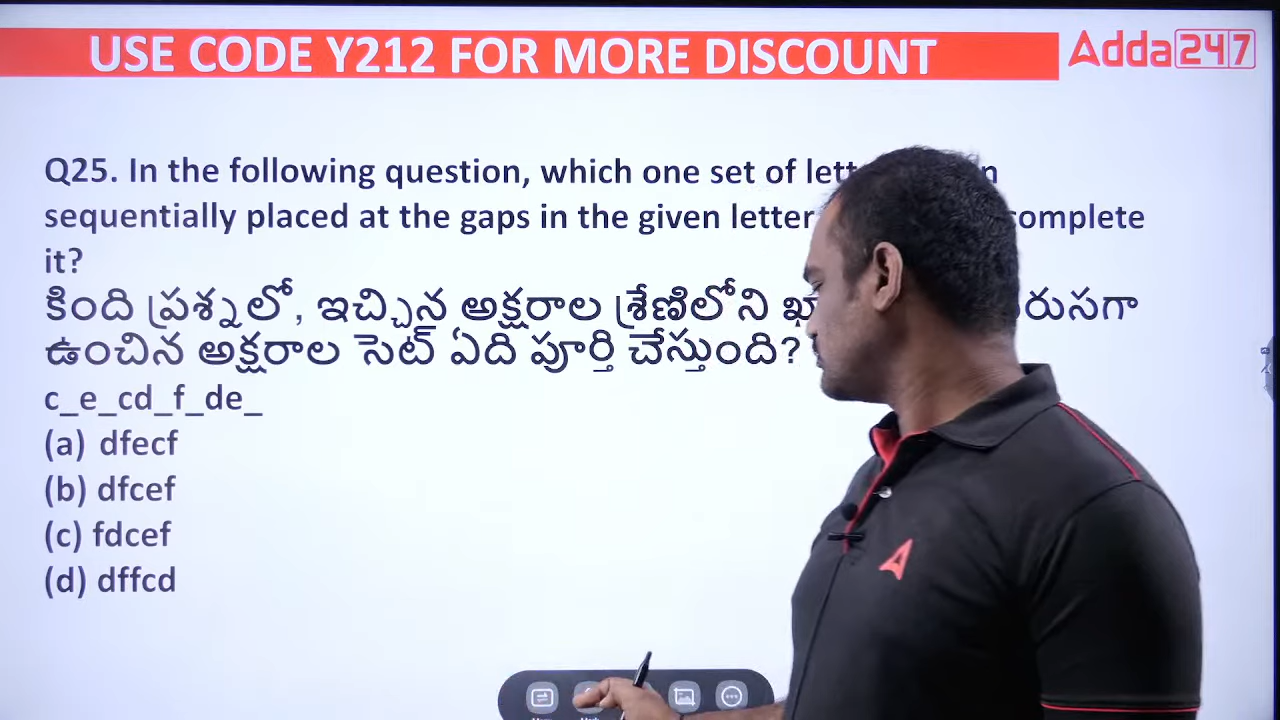 USE CODE Y212 FOR MORE DISCOUNT
Adda247
Q25. In the following question, which one set of
sequentially placed at the gaps in the given letter complete
it?
కింది ప్రశ్నలో, ఇచ్చిన అక్షరాల శ్రేణిలోని
ఉంచిన అక్షరాల సెట్ ఏది పూర్తి చేస్తుంది?
c_e_cd_f_de_
(a) dfecf
(b) dfcef
(c) fdcef
(d) dffcd